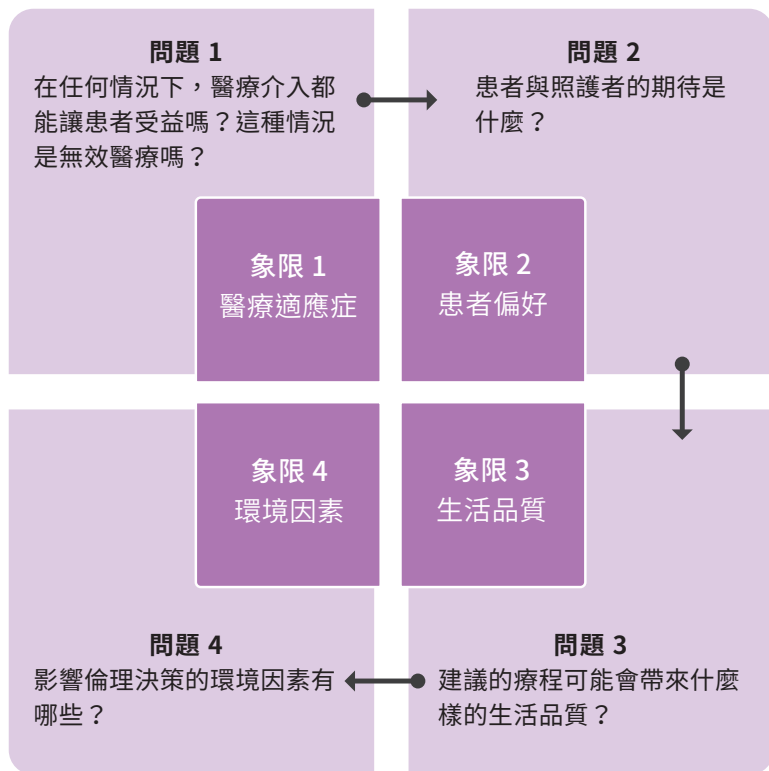 問題 1
在任何情況下，醫療介入都
能讓患者受益嗎？這種情況
是無效醫療嗎？
問題 2
患者與照護者的期待是
什麼？
象限 1
醫療適應症
象限 2
患者偏好
象限 4
環境因素
象限 3
生活品質
問題 4
影響倫理決策的環境因素有
哪些？
問題 3
建議的療程可能會帶來什麼
樣的生活品質？